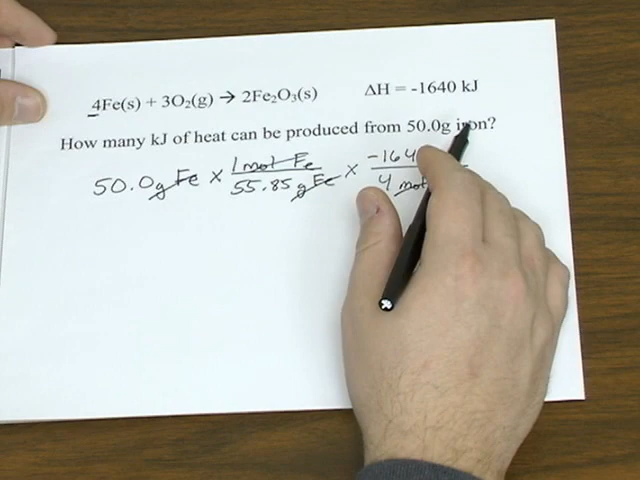 4Fe(s) + 3O₂(g) → 2Fe₂O₃(s) ΔH = -1640 kJ
How many kJ of heat can be produced from 50.0g iron?
50.0g Fe x 1 mol Fe / 55.85 g Fe x -164 / 4 mol